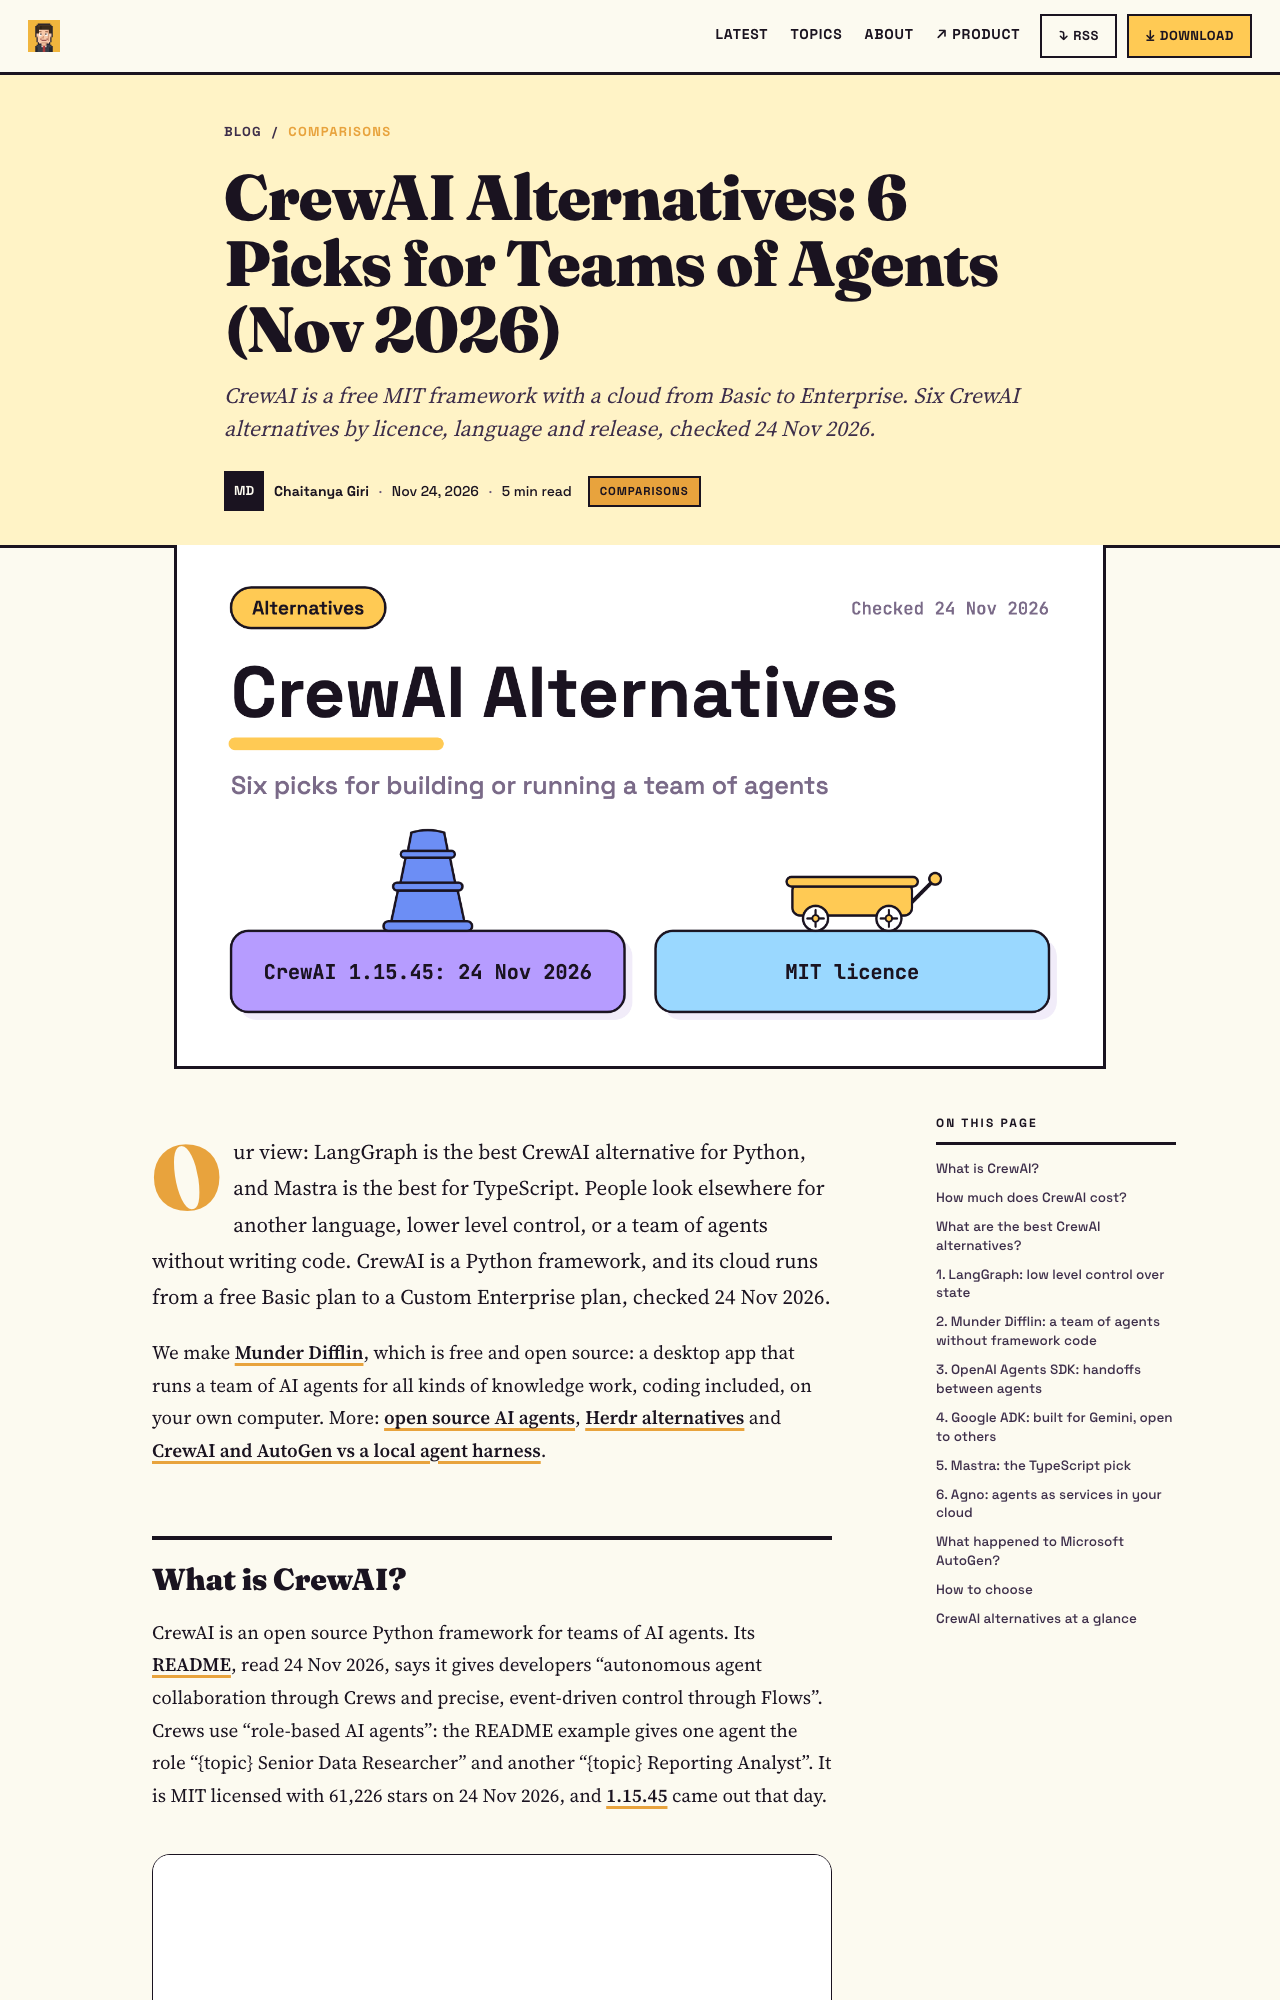 LATEST TOPICS ABOUT ↗ PRODUCT ⤵ RSS ⤓ DOWNLOAD
BLOG / COMPARISONS
CrewAI Alternatives: 6
Picks for Teams of Agents
(Nov 2026)
CrewAI is a free MIT framework with a cloud from Basic to Enterprise. Six CrewAI
alternatives by licence, language and release, checked 24 Nov 2026.
MD Chaitanya Giri · Nov 24, 2026 · 5 min read COMPARISONS
Alternatives
Checked 24 Nov 2026
CrewAI Alternatives
Six picks for building or running a team of agents
CrewAI 1.15.45: 24 Nov 2026
MIT licence
Our view: LangGraph is the best CrewAI alternative for Python,
and Mastra is the best for TypeScript. People look elsewhere for
another language, lower level control, or a team of agents
without writing code. CrewAI is a Python framework, and its cloud runs
from a free Basic plan to a Custom Enterprise plan, checked 24 Nov 2026.
We make Munder Difflin, which is free and open source: a desktop app that
runs a team of AI agents for all kinds of knowledge work, coding included, on
your own computer. More: open source AI agents, Herdr alternatives and
CrewAI and AutoGen vs a local agent harness.
What is CrewAI?
CrewAI is an open source Python framework for teams of AI agents. Its
README, read 24 Nov 2026, says it gives developers “autonomous agent
collaboration through Crews and precise, event-driven control through Flows”.
Crews use “role-based AI agents”: the README example gives one agent the
role “{topic} Senior Data Researcher” and another “{topic} Reporting Analyst”. It
is MIT licensed with 61,226 stars on 24 Nov 2026, and 1.15.45 came out that day.
ON THIS PAGE
What is CrewAI?
How much does CrewAI cost?
What are the best CrewAI
alternatives?
1. LangGraph: low level control over
state
2. Munder Difflin: a team of agents
without framework code
3. OpenAI Agents SDK: handoffs
between agents
4. Google ADK: built for Gemini, open
to others
5. Mastra: the TypeScript pick
6. Agno: agents as services in your
cloud
What happened to Microsoft
AutoGen?
How to choose
CrewAI alternatives at a glance